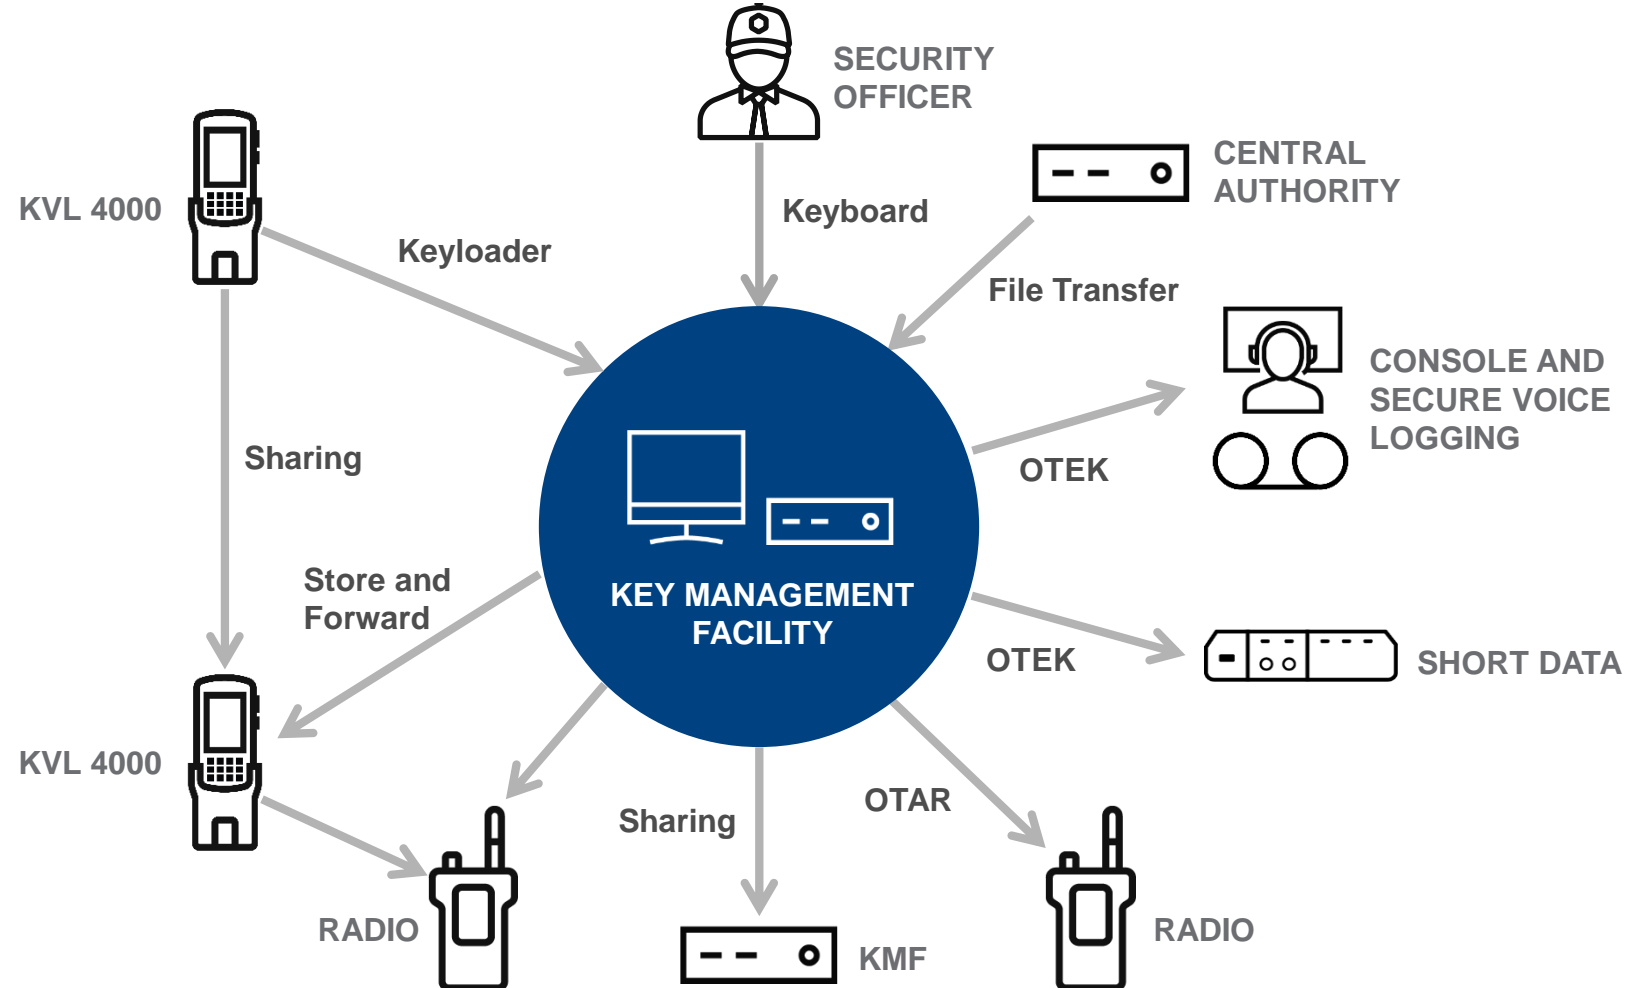 SECURITY
OFFICER
CENTRAL
AUTHORITY
KVL 4000
Keyboard
Keyloader
File Transfer
CONSOLE AND
SECURE VOICE
LOGGING
Sharing
OTEK
Store and
Forward
KEY MANAGEMENT
FACILITY
OTEK
SHORT DATA
KVL 4000
Sharing
OTAR
RADIO
KMF
RADIO